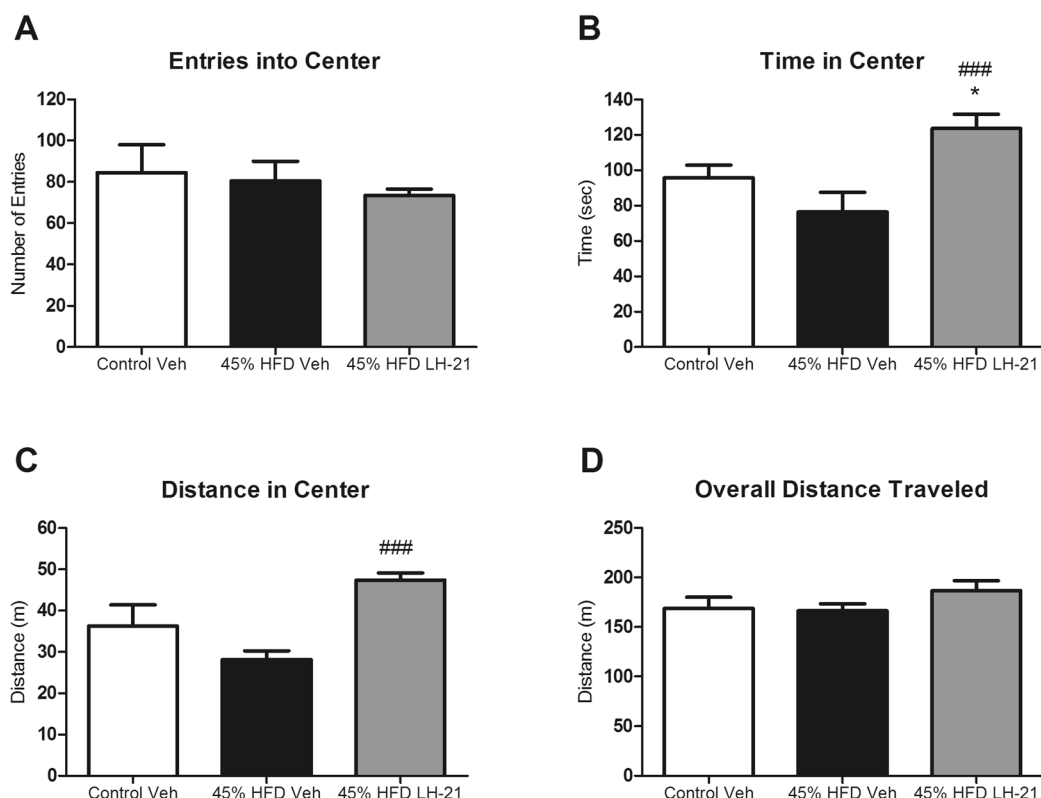 A
Entries into Center
Number of Entries
120
100
80
60
40
20
0
Control Veh 45% HFD Veh 45% HFD LH-21
B
Time in Center
###
*
Time (sec)
140
120
100
80
60
40
20
0
Control Veh 45% HFD Veh 45% HFD LH-21
C
Distance in Center
###
Distance (m)
60
50
40
30
20
10
0
Control Veh 45% HFD Veh 45% HFD LH-21
D
Overall Distance Traveled
Distance (m)
250
200
150
100
50
0
Control Veh 45% HFD Veh 45% HFD LH-21